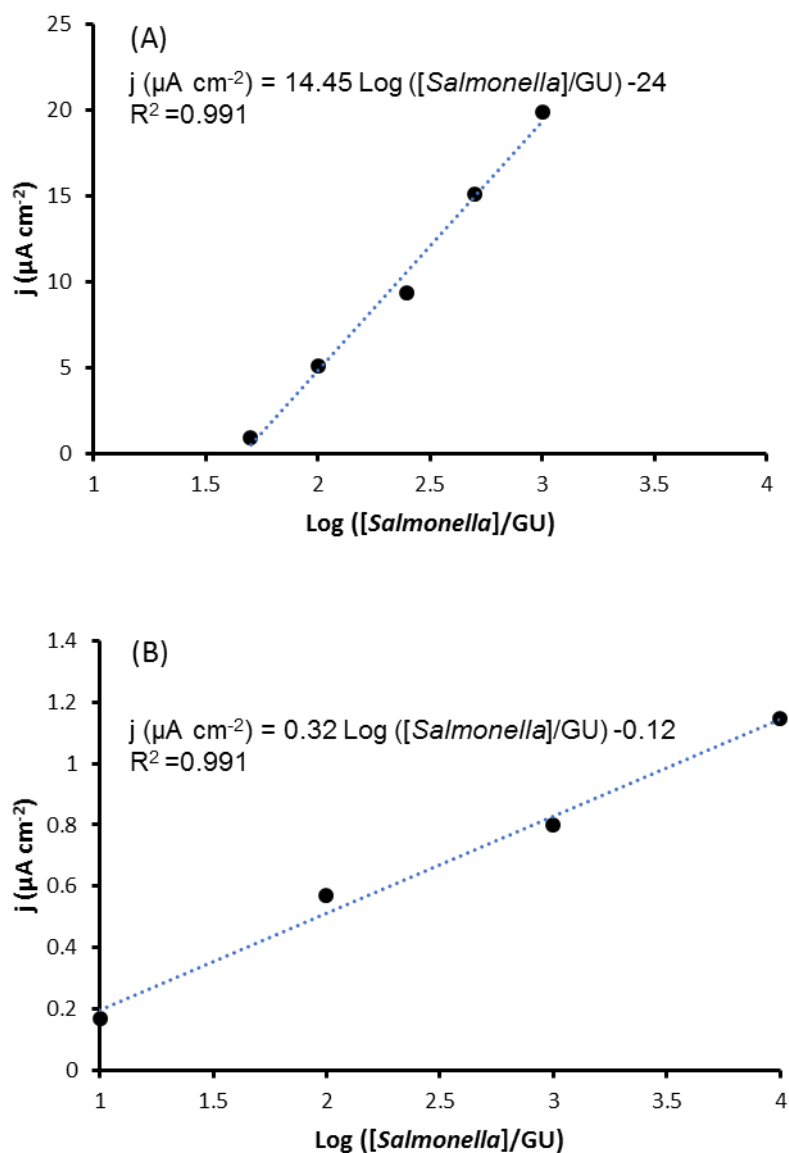 (A)
j (µA cm⁻²) = 14.45 Log ([Salmonella]/GU) -24
R² =0.991
j (µA cm⁻²)
25
20
15
10
5
0
1 1.5 2 2.5 3 3.5 4
Log ([Salmonella]/GU)
(B)
j (µA cm⁻²) = 0.32 Log ([Salmonella]/GU) -0.12
R² =0.991
j (µA cm⁻²)
1.4
1.2
1
0.8
0.6
0.4
0.2
0
1 1.5 2 2.5 3 3.5 4
Log ([Salmonella]/GU)